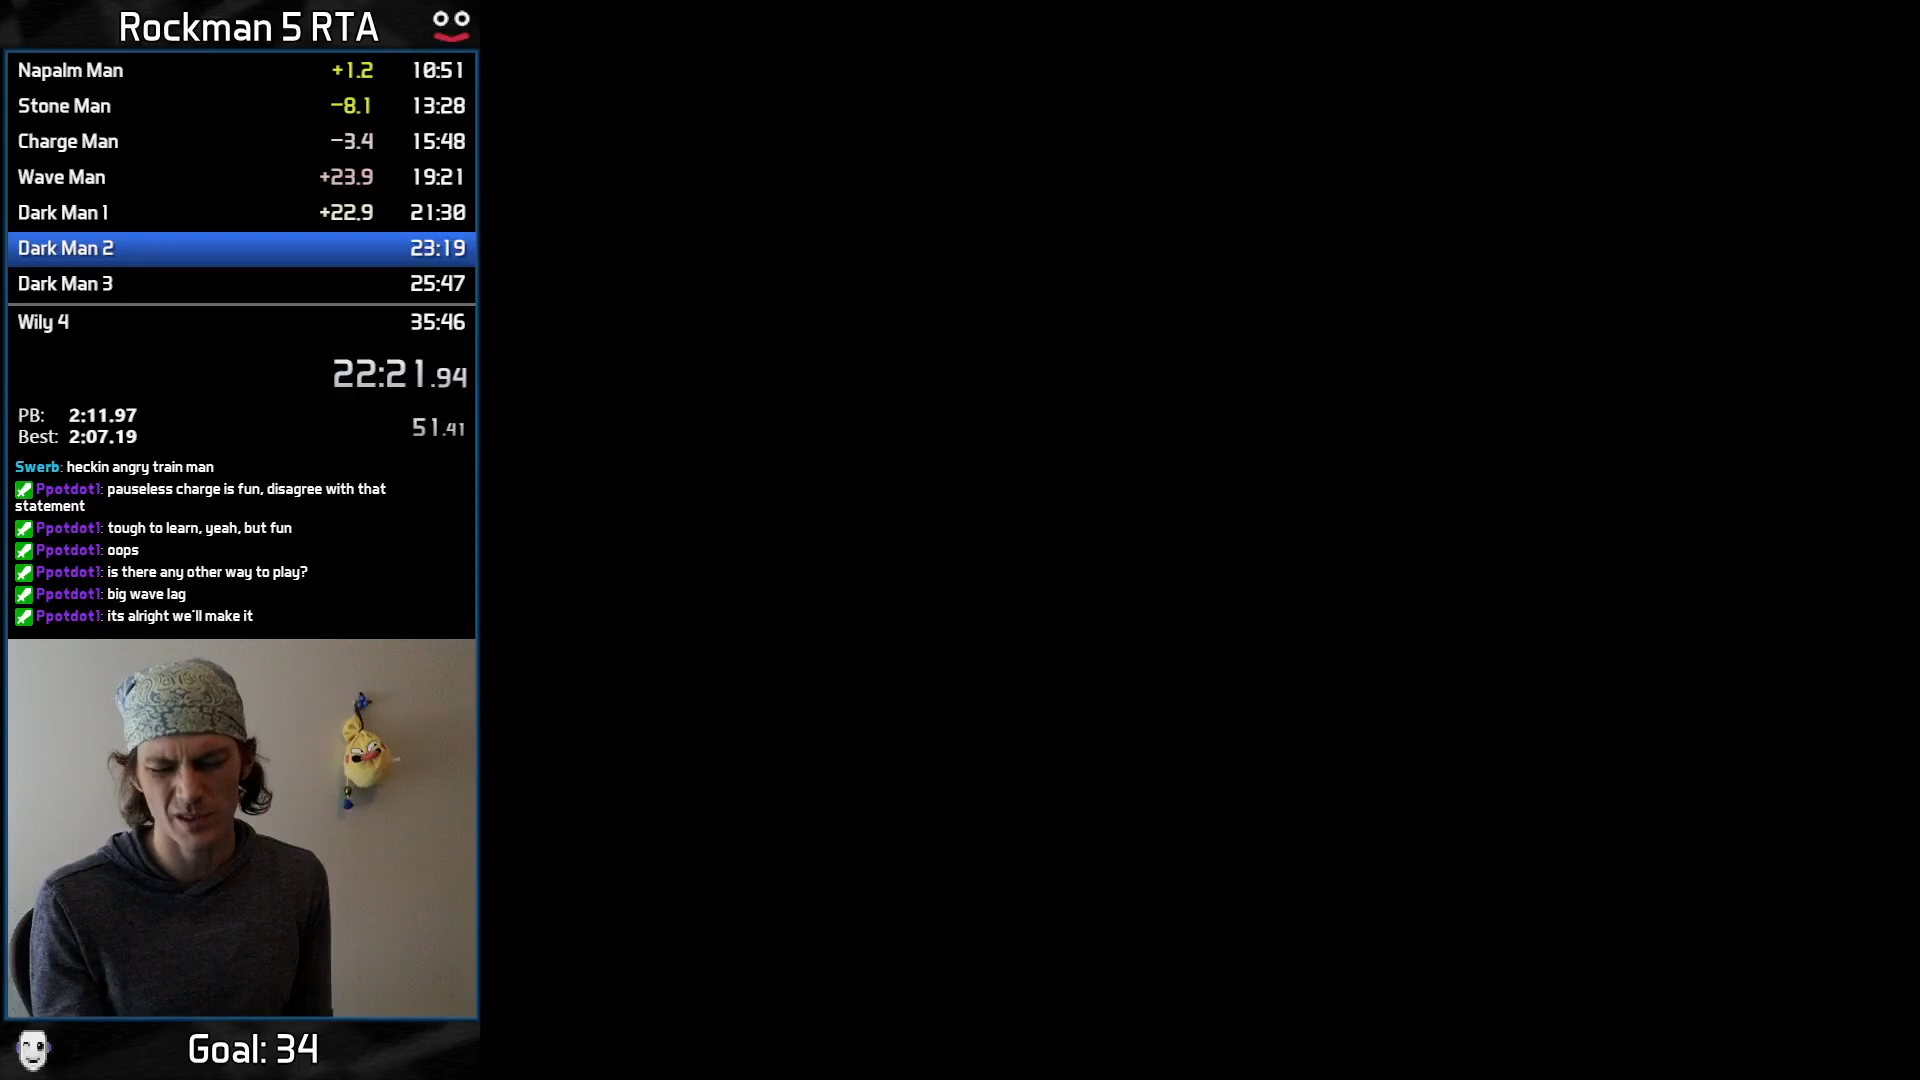 Rockman 5 RTA
Napalm Man +1.2 10:51
Stone Man −8.1 13:28
Charge Man −3.4 15:48
Wave Man +23.9 19:21
Dark Man 1 +22.9 21:30
Dark Man 2 23:19
Dark Man 3 25:47
Wily 4 35:46
22:21.94
PB: 2:11.97
Best: 2:07.19
51.41
Swerb: heckin angry train man
Ppotdot1: pauseless charge is fun, disagree with that
statement
Ppotdot1: tough to learn, yeah, but fun
Ppotdot1: oops
Ppotdot1: is there any other way to play?
Ppotdot1: big wave lag
Ppotdot1: its alright we'll make it
Goal: 34